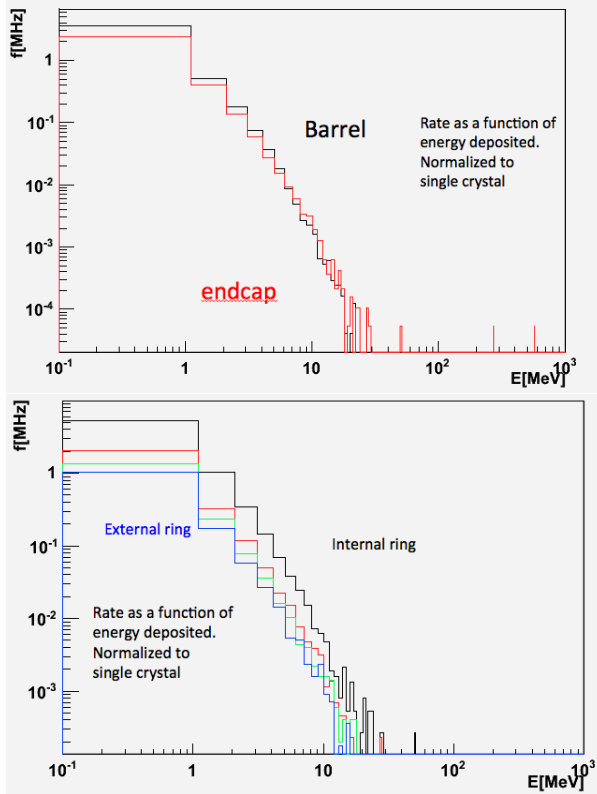 f[MHz]
1
10-1
10-2
10-3
10-4
Barrel
Rate as a function of
energy deposited.
Normalized to
single crystal
endcap
10-1
1
10
102
103
E[MeV]
f[MHz]
1
10-1
10-2
10-3
External ring
Internal ring
Rate as a function of
energy deposited.
Normalized to
single crystal
10-1
1
10
102
103
E[MeV]